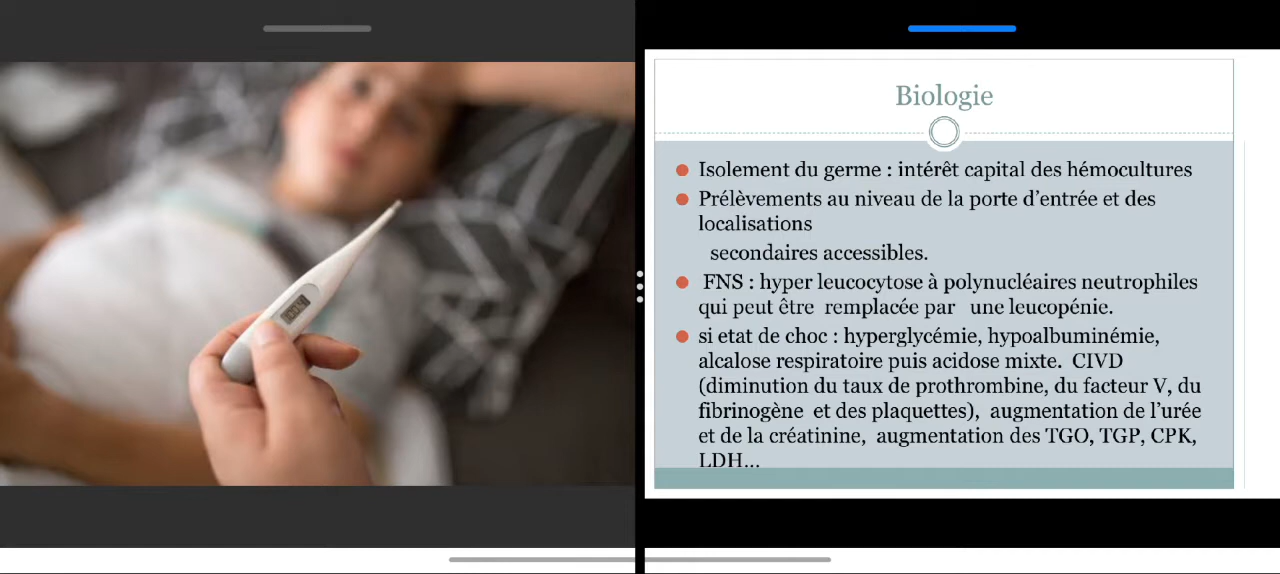 Biologie
Isolement du germe : intérêt capital des hémocultures
Prélèvements au niveau de la porte d'entrée et des
localisations
secondaires accessibles.
FNS : hyper leucocytose à polynucléaires neutrophiles
qui peut être remplacée par une leucopénie.
si etat de choc : hyperglycémie, hypoalbuminémie,
alcalose respiratoire puis acidose mixte. CIVD
(diminution du taux de prothrombine, du facteur V, du
fibrinogène et des plaquettes), augmentation de l'urée
et de la créatinine, augmentation des TGO, TGP, CPK,
LDH...